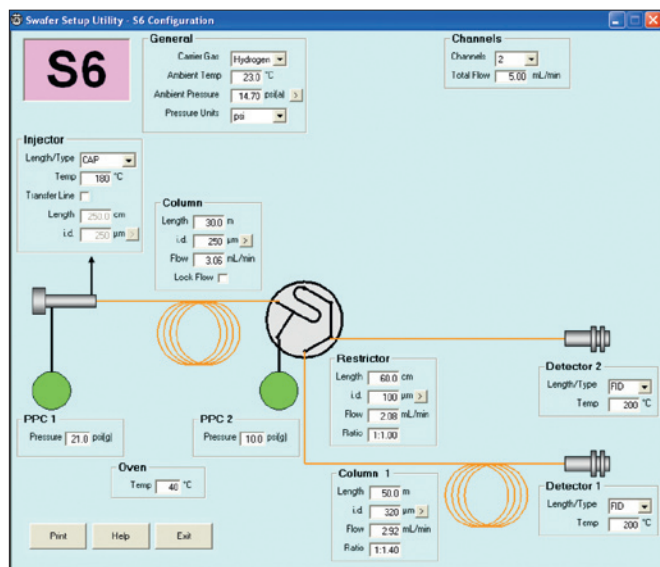 Swafer Setup Utility - S6 Configuration
S6
General
Carrier Gas Hydrogen
Ambient Temp 23.0 °C
Ambient Pressure 14.70 psi(a) >
Pressure Units psi
Channels
Channels 2
Total Flow 5.00 mL/min
Injector
Length/Type CAP
Temp 180 °C
Transfer Line
Length 250.0 cm
i.d. 250 µm >
Column
Length 30.0 m
i.d. 250 µm >
Flow 3.06 mL/min
Lock Flow
PPC 1
Pressure 21.0 psi(g)
PPC 2
Pressure 10.0 psi(g)
Restrictor
Length 60.0 cm
i.d. 100 µm >
Flow 2.08 mL/min
Ratio 1:1.00
Detector 2
Length/Type FID
Temp 200 °C
Oven
Temp 40 °C
Column 1
Length 50.0 m
i.d. 320 µm >
Flow 2.92 mL/min
Ratio 1:1.40
Detector 1
Length/Type FID
Temp 200 °C
Print Help Exit